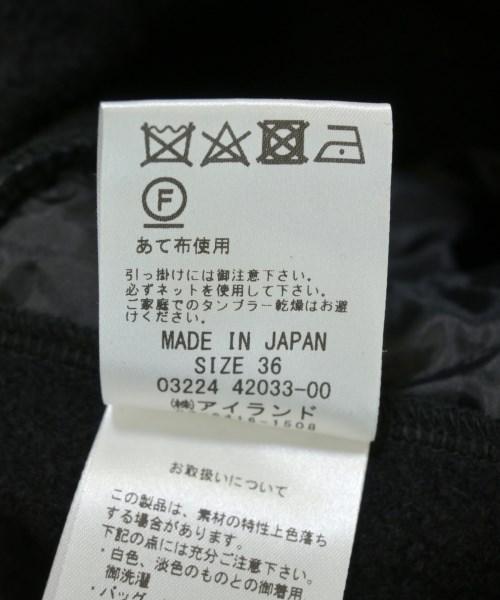 F
あて布使用
引っ掛けには御注意下さい。
必ずネットを使用して下さい。
ご家庭でのタンブラー乾燥はお避
けください。
MADE IN JAPAN
SIZE 36
03224 42033-00
㈱アイランド
お取扱いについて
この製品は、素材の特性上色落ち
する場合があります。
下記の点には充分ご注意下さい。
・白色、淡色のものとの御着用
御洗濯
・バッグ